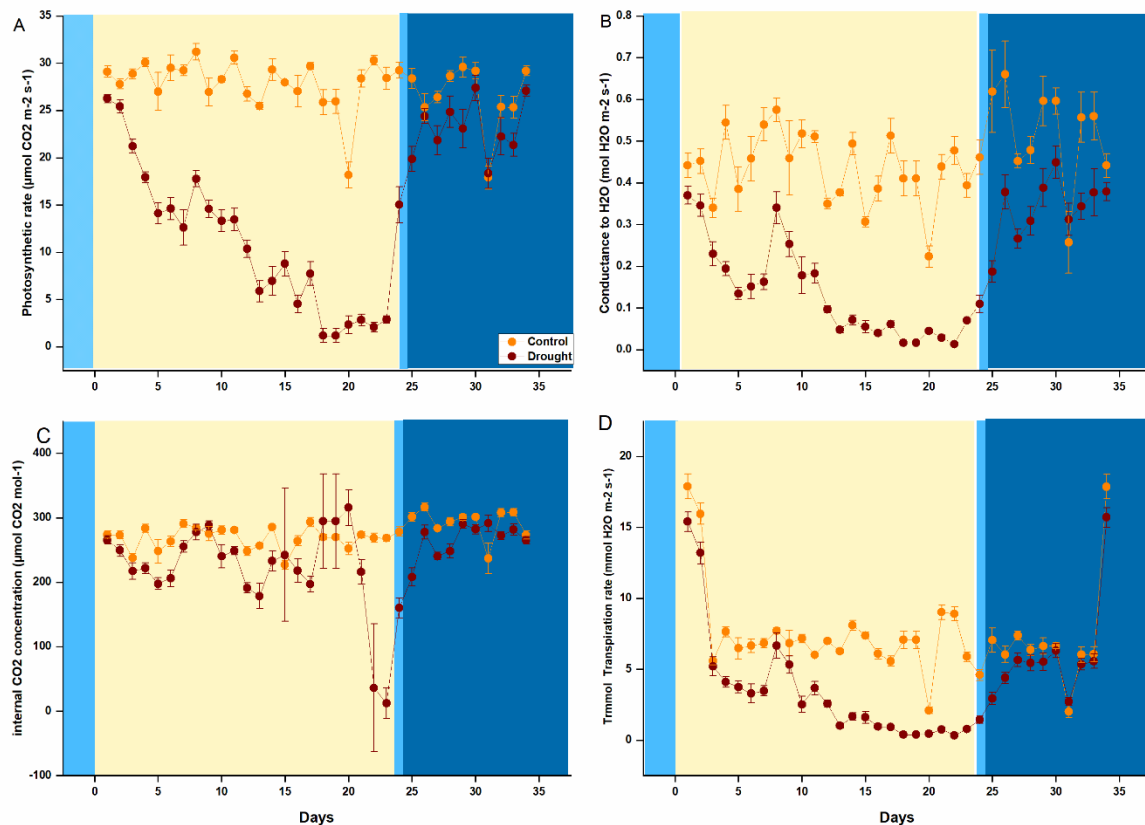 A
Photosynthetic rate (µmol CO2 m-2 s-1)
35
30
25
20
15
10
5
0
Control
Drought
0 5 10 15 20 25 30 35
B
Conductance to H2O (mol H2O m-2 s-1)
0.8
0.7
0.6
0.5
0.4
0.3
0.2
0.1
0.0
0 5 10 15 20 25 30 35
C
internal CO2 concentration (µmol CO2 mol-1)
400
300
200
100
0
-100
0 5 10 15 20 25 30 35
Days
D
Trmmol Transpiration rate (mmol H2O m-2 s-1)
20
15
10
5
0
0 5 10 15 20 25 30 35
Days